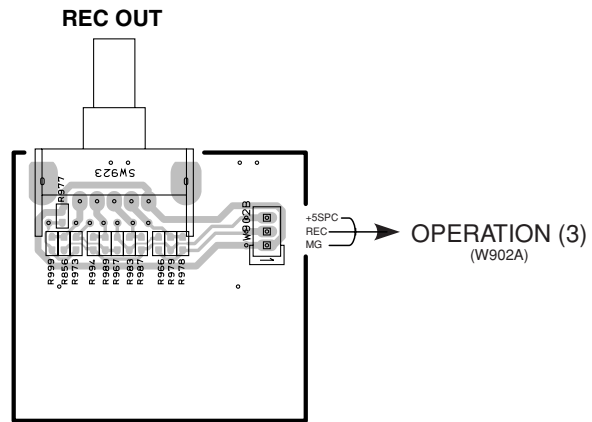 REC OUT
SW923
R977
W902B
+5SPC
REC
MG
OPERATION (3)
(W902A)
R999
R856
R973
R994
R989
R967
R983
R987
R966
R979
R978
1